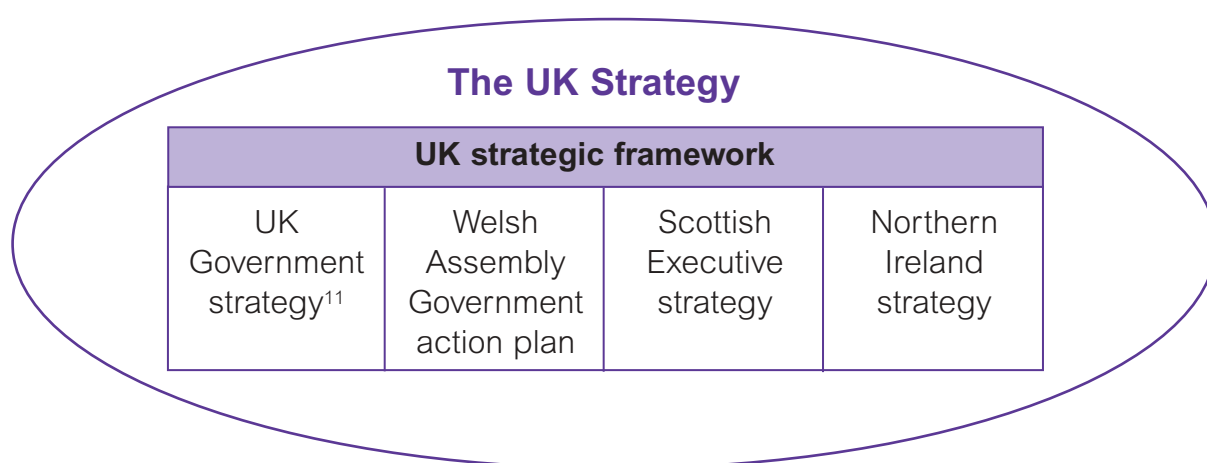 The UK Strategy
UK strategic framework
UK
Government
strategy¹¹
Welsh
Assembly
Government
action plan
Scottish
Executive
strategy
Northern
Ireland
strategy